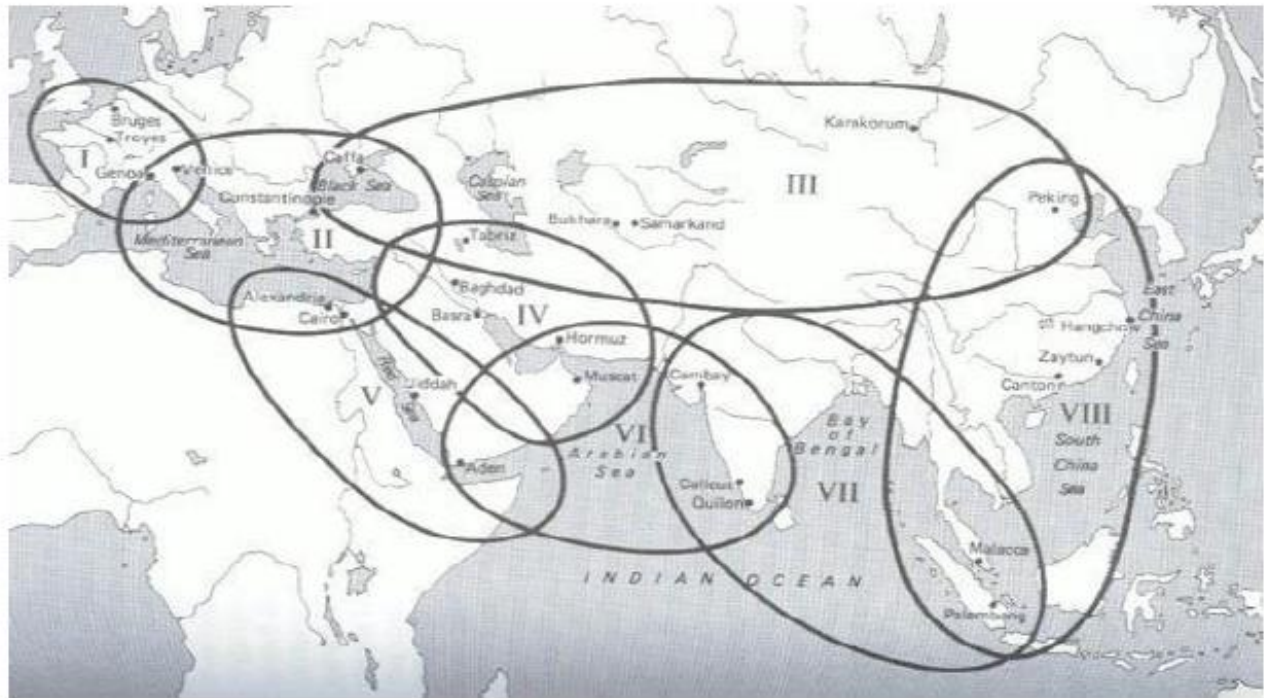 Bruges
Troyes
I
Genoa
Venice
Caffa
Black Sea
Constantinople
II
Mediterranean
Sea
Caspian
Sea
Karakorum
III
Bukhara
Samarkand
Peking
Tabriz
Baghdad
Basra
IV
Hormuz
Muscat
Alexandria
Cairo
Red
Sea
Jiddah
V
Aden
VI
Arabian
Sea
Cambay
Calicut
Quilon
Bay
of
Bengal
VII
East
China
Sea
Hangchow
Zaytun
Canton
VIII
South
China
Sea
Malacca
Palembang
INDIAN OCEAN